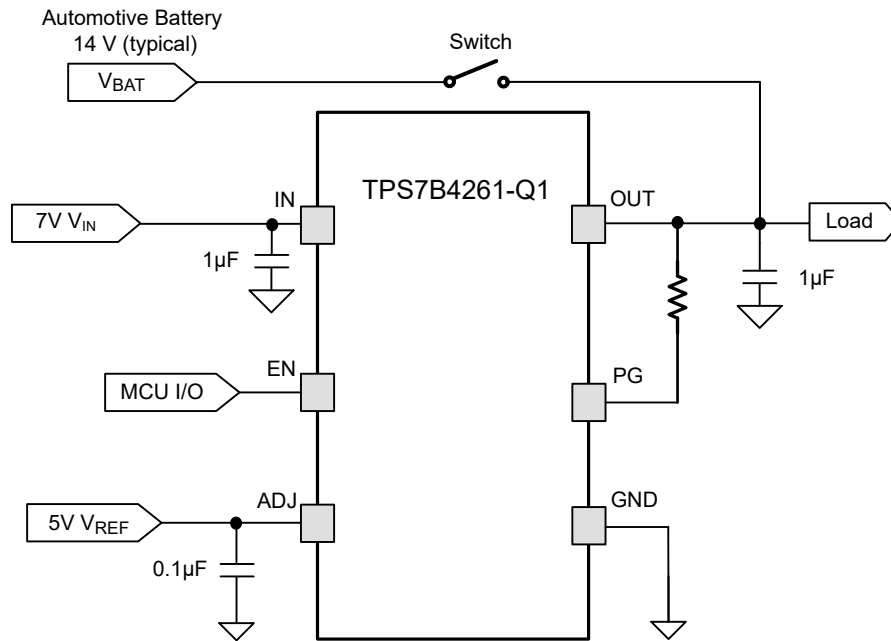 Automotive Battery
14 V (typical)
Switch
VBAT
TPS7B4261-Q1
IN
OUT
7V VIN
Load
1µF
1µF
EN
PG
MCU I/O
ADJ
GND
5V VREF
0.1µF